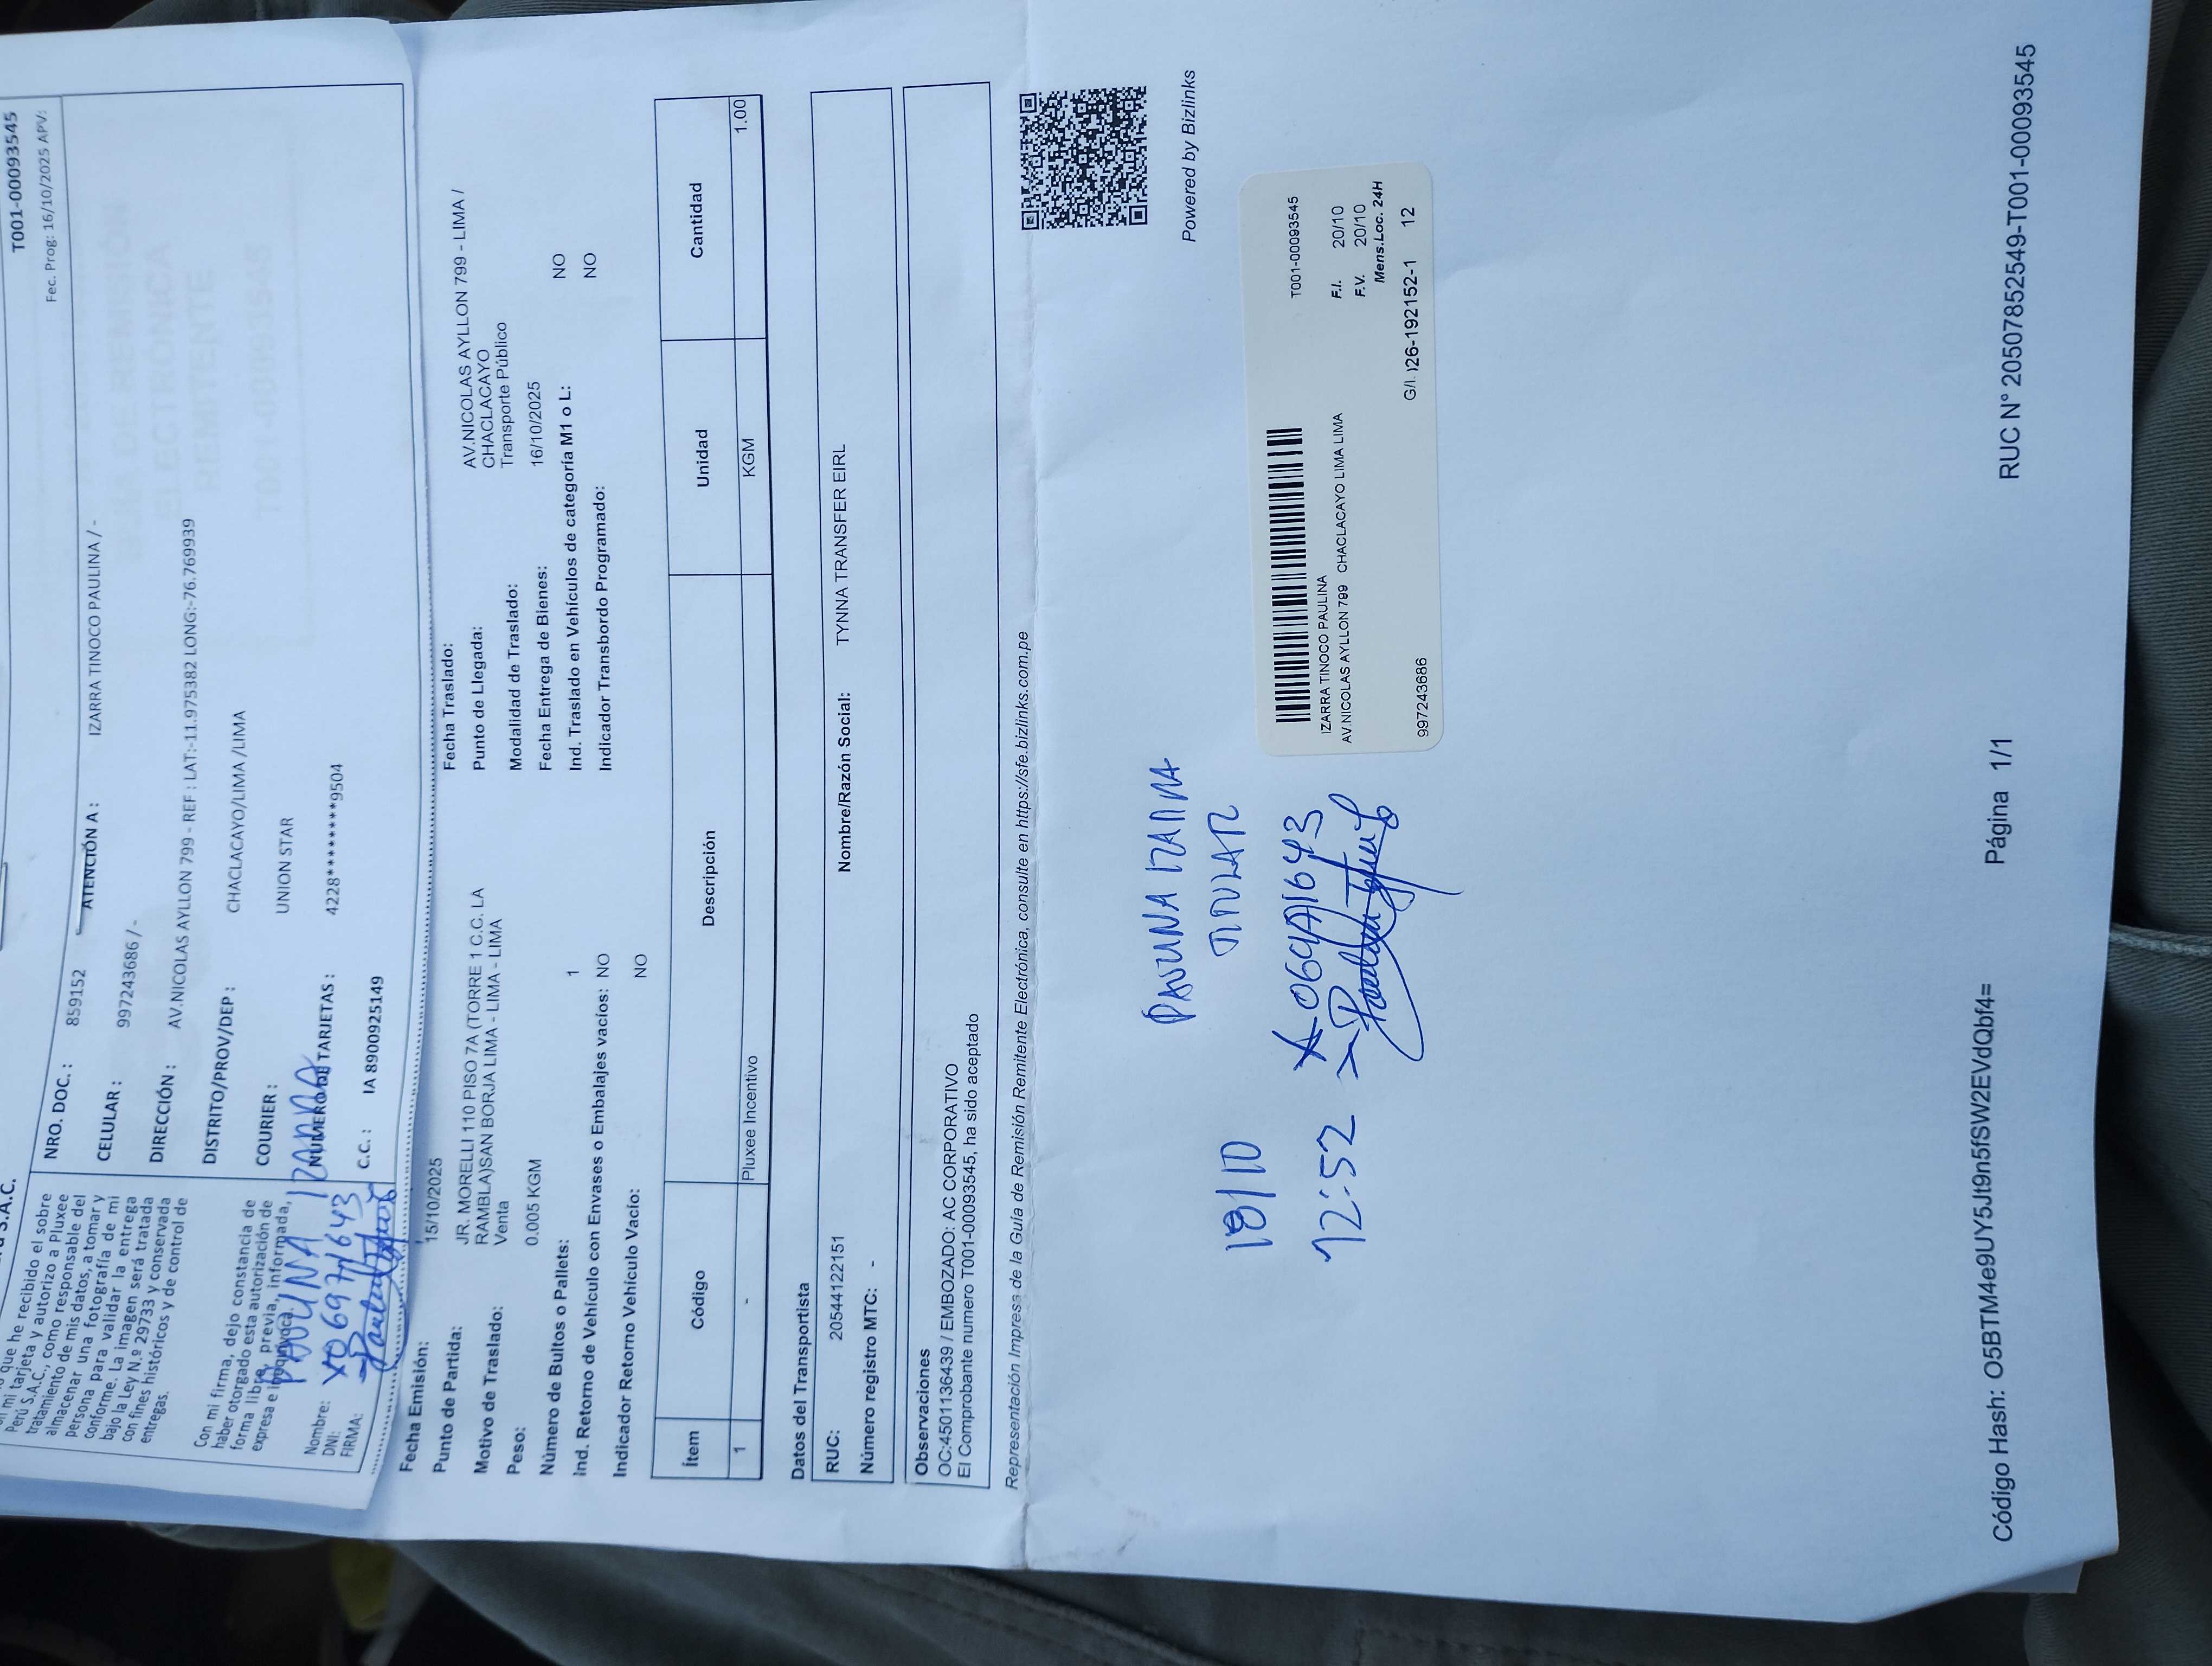 T001-00093545
Fec. Prog: 16/10/2025 APV:
S.A.C.
que he recibido el sobre
mi tarjeta y autorizo a Pluxee
Perú S.A.C., como responsable del
tratamiento de mis datos, a tomar y
almacenar una fotografía de mi
persona para validar la entrega
conforme. La imagen será tratada
bajo la Ley N.º 29733 y conservada
con fines históricos y de control de
entregas.
Con mi firma, dejo constancia de
haber otorgado esta autorización de
forma libre, previa, informada,
expresa e inequívoca.
Nombre: PAULINA IZARRA
DNI:
FIRMA:
NRO. DOC. : 859152
ATENCIÓN A : IZARRA TINOCO PAULINA / -
CELULAR : 997243686 / -
DIRECCIÓN : AV.NICOLAS AYLLON 799 - REF : LAT:-11.975382 LONG:-76.769939
DISTRITO/PROV/DEP : CHACLACAYO/LIMA /LIMA
COURIER : UNION STAR
NÚMERO DE TARJETAS : 4228********9504
C.C. : IA 8900925149
Fecha Emisión: 15/10/2025
Punto de Partida: JR. MORELLI 110 PISO 7A (TORRE 1 C.C. LA
RAMBLA)SAN BORJA LIMA - LIMA - LIMA
Motivo de Traslado: Venta
Peso: 0.005 KGM
Número de Bultos o Pallets: 1
Ind. Retorno de Vehículo con Envases o Embalajes vacíos: NO
Indicador Retorno Vehículo Vacío: NO
Fecha Traslado:
Punto de Llegada: AV.NICOLAS AYLLON 799 - LIMA /
CHACLACAYO
Modalidad de Traslado: Transporte Público
Fecha Entrega de Bienes: 16/10/2025
Ind. Traslado en Vehículos de categoría M1 o L: NO
Indicador Transbordo Programado: NO
Ítem Código Descripción Unidad Cantidad
1 - Pluxee Incentivo KGM 1.00
Datos del Transportista
RUC: 20544122151 Nombre/Razón Social: TYNNA TRANSFER EIRL
Número registro MTC: -
Observaciones
OC:4501136439 / EMBOZADO: AC CORPORATIVO
El Comprobante numero T001-00093545, ha sido aceptado
Representación Impresa de la Guía de Remisión Remitente Electrónica, consulte en https://sfe.bizlinks.com.pe
Powered by Bizlinks
PAULINA IZARRA
TITULAR
18/10
12:52
T001-00093545
IZARRA TINOCO PAULINA
AV.NICOLAS AYLLON 799 CHACLACAYO LIMA LIMA
F.I. 20/10
F.V. 20/10
Mens.Loc. 24H
997243686
G/I. )26-192152-1 12
Código Hash: O5BTM4e9UY5Jt9n5fSW2EVdQbf4=
Página 1/1
RUC N° 20507852549-T001-00093545